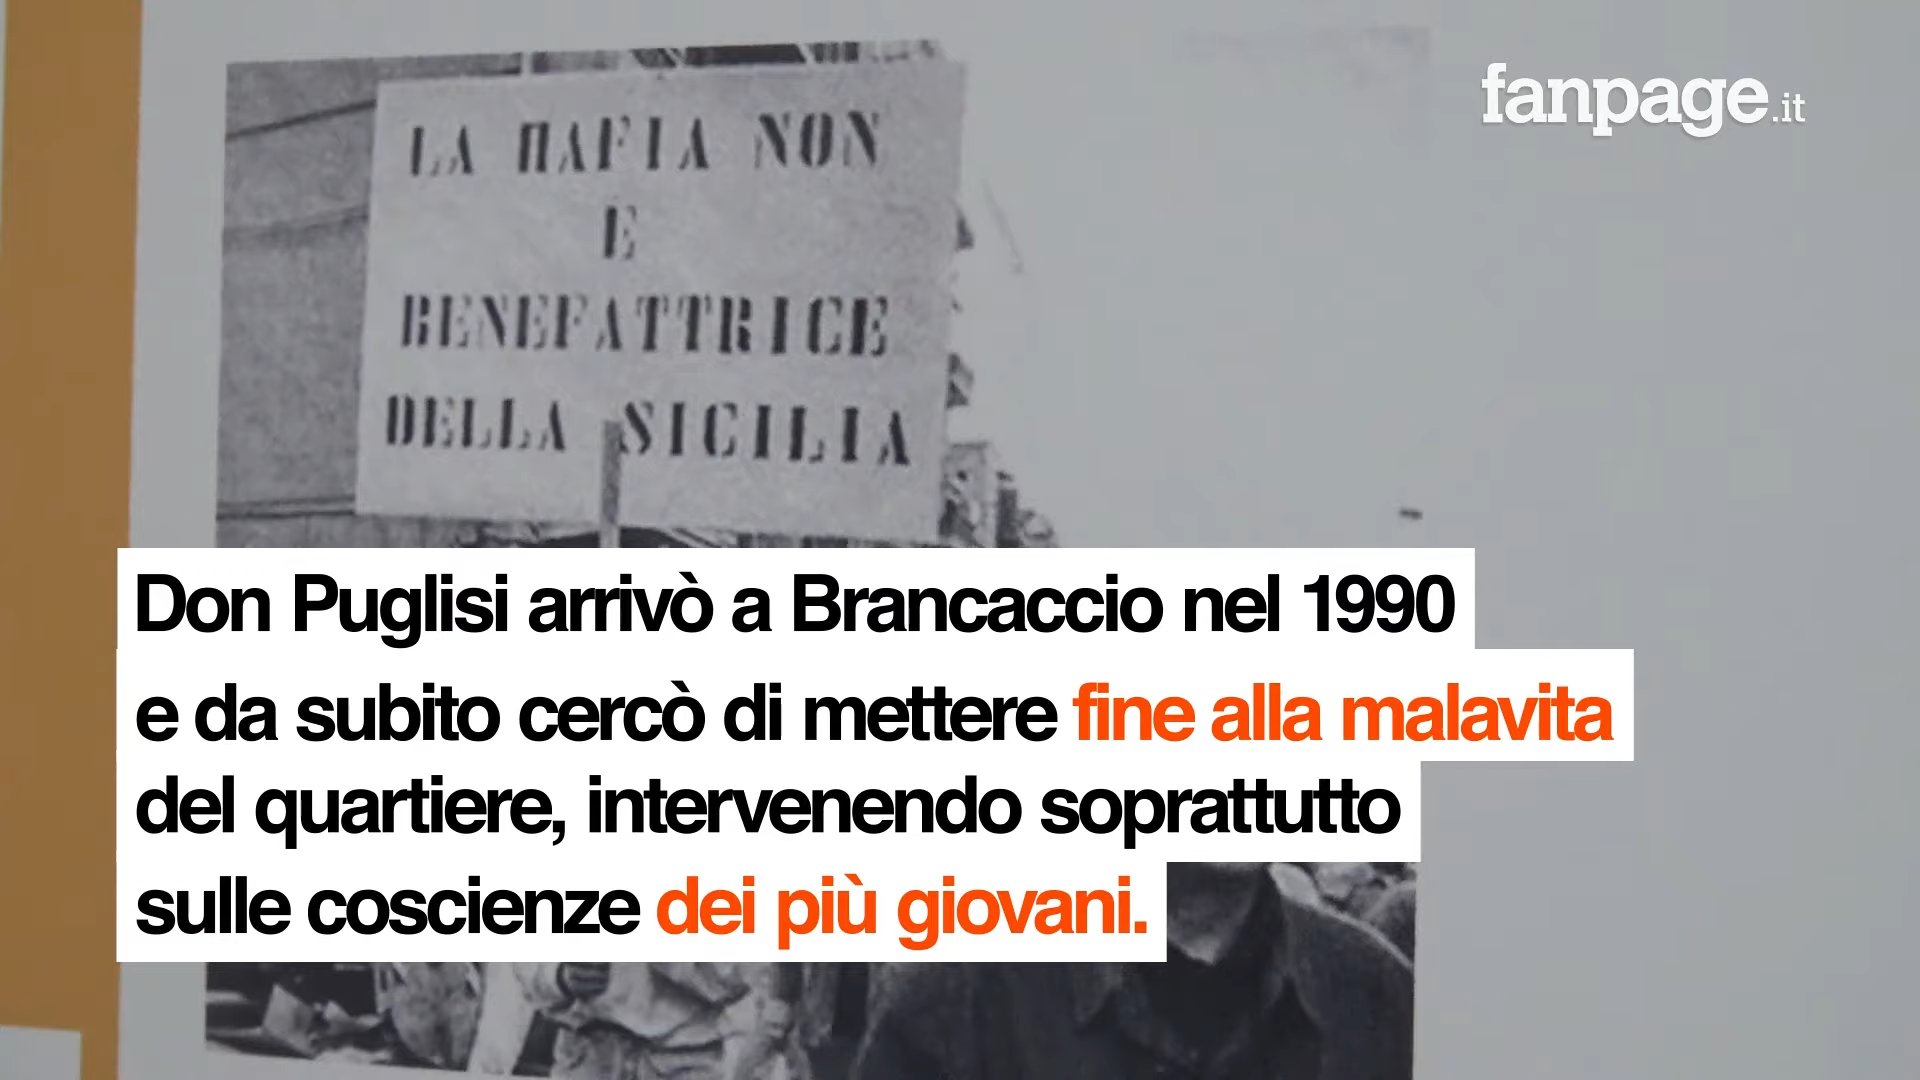 fanpage.it
LA MAFIA NON
E
BENEFATTRICE
DELLA SICILIA
Don Puglisi arrivò a Brancaccio nel 1990
e da subito cercò di mettere fine alla malavita
del quartiere, intervenendo soprattutto
sulle coscienze dei più giovani.